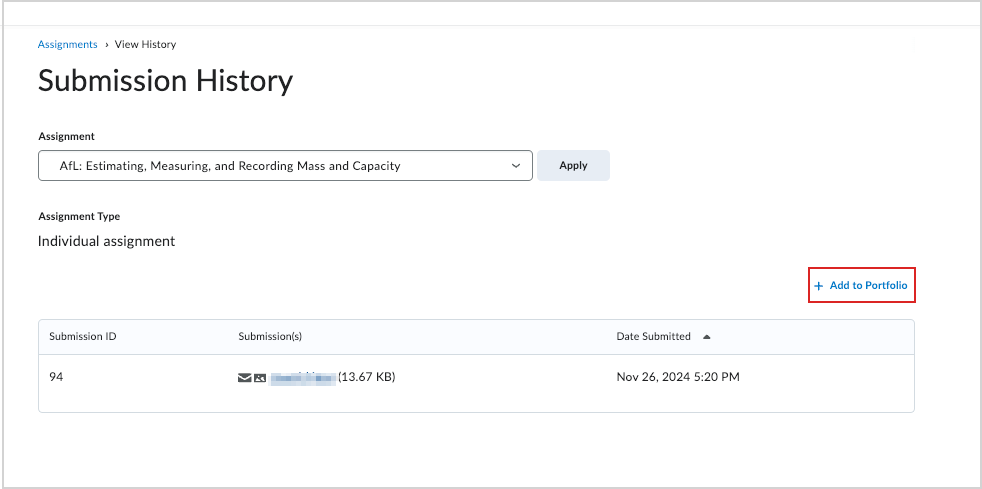 Assignments › View History
Submission History
Assignment
AfL: Estimating, Measuring, and Recording Mass and Capacity
Apply
Assignment Type
Individual assignment
+ Add to Portfolio
Submission ID Submission(s) Date Submitted
94 (13.67 KB) Nov 26, 2024 5:20 PM